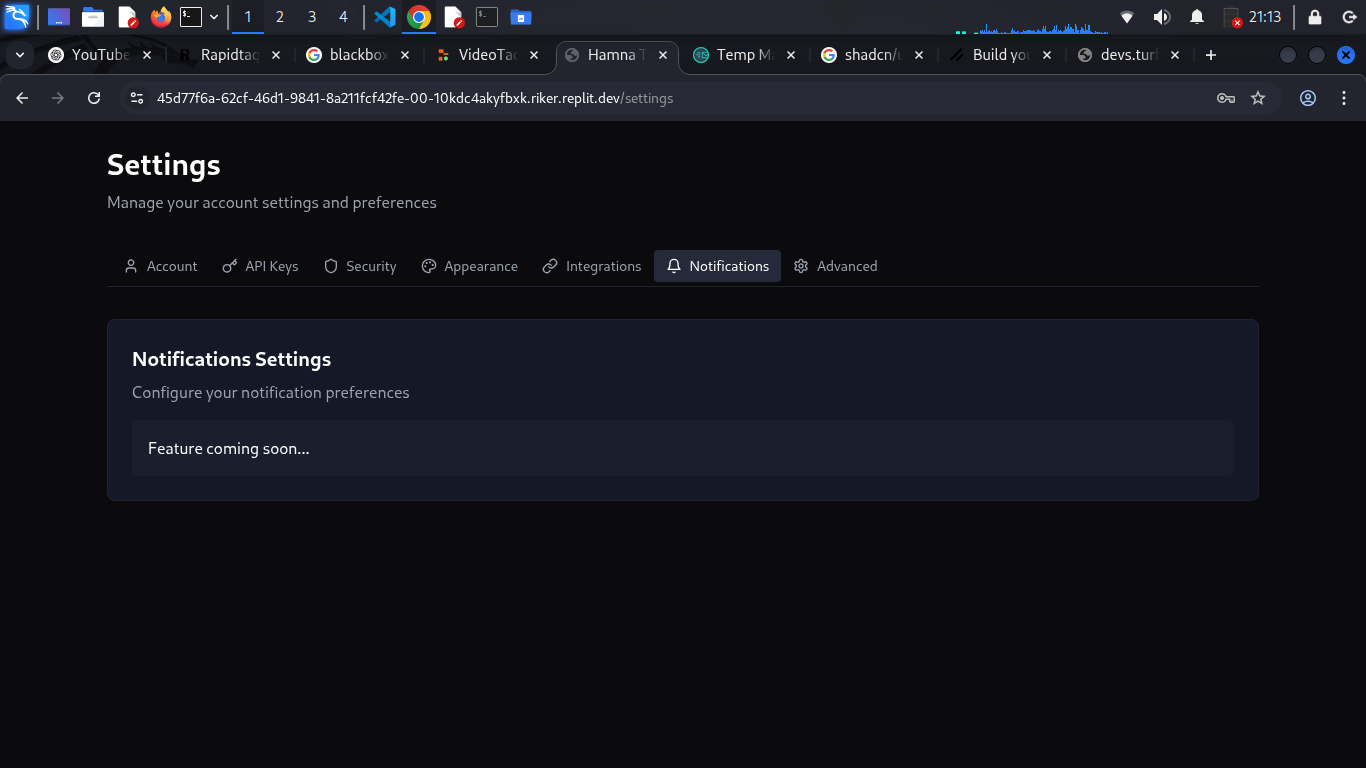 1 2 3 4 21:13
YouTube Rapidtag blackbox VideoTac Hamna T Temp M shadcn/u Build you devs.turl
45d77f6a-62cf-46d1-9841-8a211fcf42fe-00-10kdc4akyfbxk.riker.replit.dev/settings
Settings
Manage your account settings and preferences
Account API Keys Security Appearance Integrations Notifications Advanced
Notifications Settings
Configure your notification preferences
Feature coming soon...